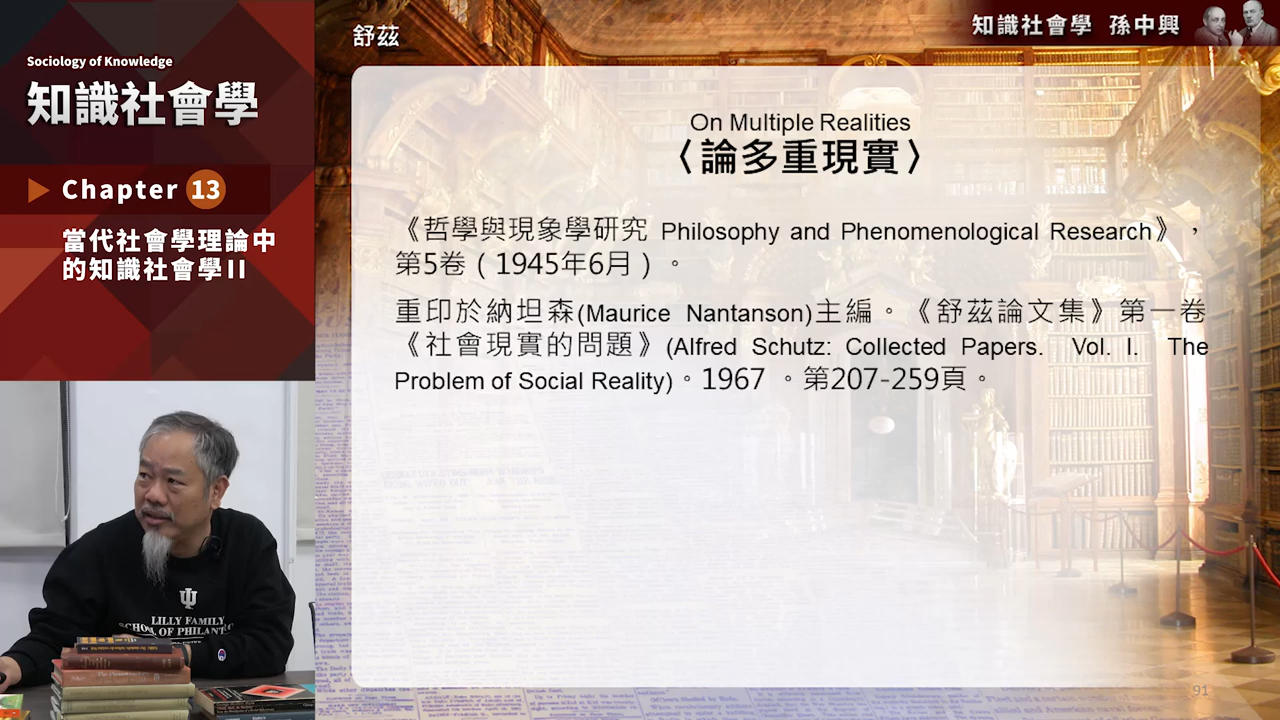 Sociology of Knowledge
知識社會學
Chapter 13
當代社會學理論中
的知識社會學II
舒茲
知識社會學 孫中興
On Multiple Realities
〈論多重現實〉
《哲學與現象學研究 Philosophy and Phenomenological Research》，
第5卷（1945年6月）。
重印於納坦森(Maurice Nantanson)主編。《舒茲論文集》第一卷
《社會現實的問題》(Alfred Schutz: Collected Papers. Vol. I. The
Problem of Social Reality)。1967 。第207-259頁。
LILLY FAMILY
91